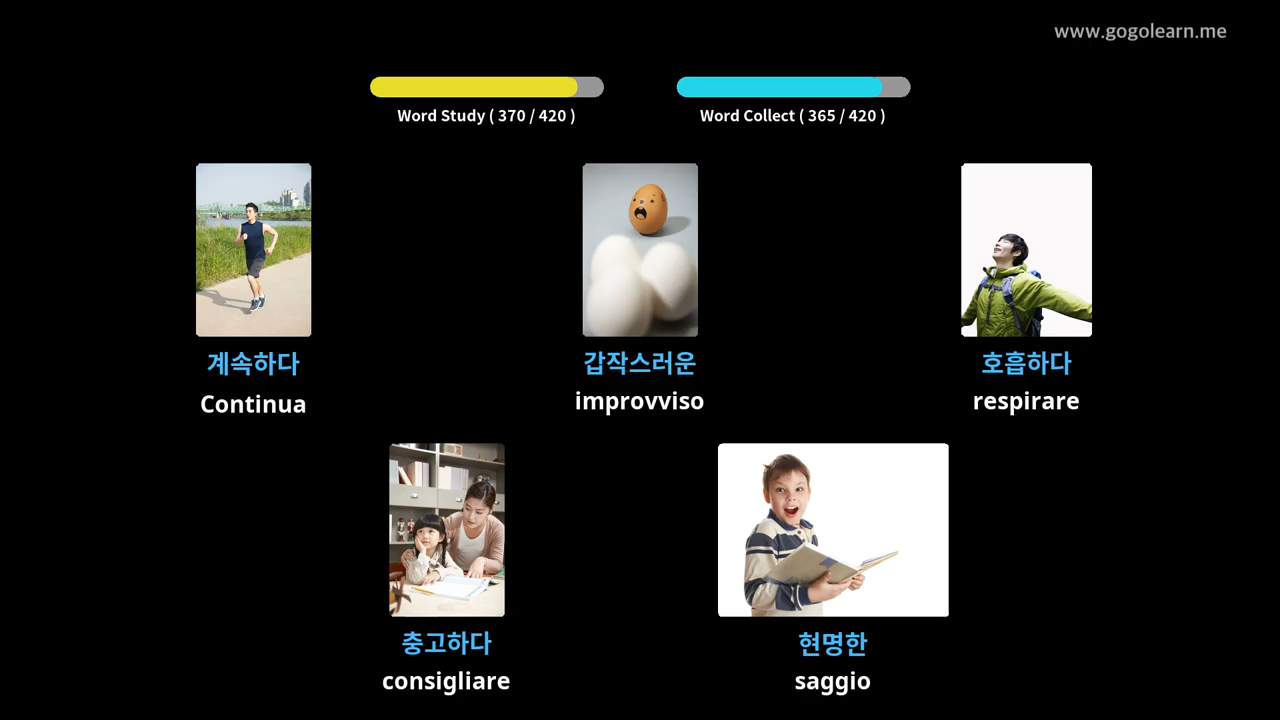 www.gogolearn.me
Word Study ( 370 / 420 )
Word Collect ( 365 / 420 )
계속하다
Continua
갑작스러운
improvviso
호흡하다
respirare
충고하다
consigliare
현명한
saggio